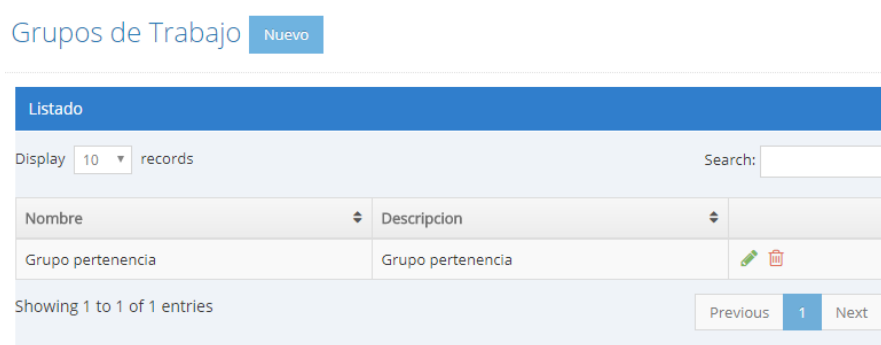 Grupos de Trabajo Nuevo
Listado
Display 10 records Search:
Nombre Descripcion
Grupo pertenencia Grupo pertenencia
Showing 1 to 1 of 1 entries Previous 1 Next